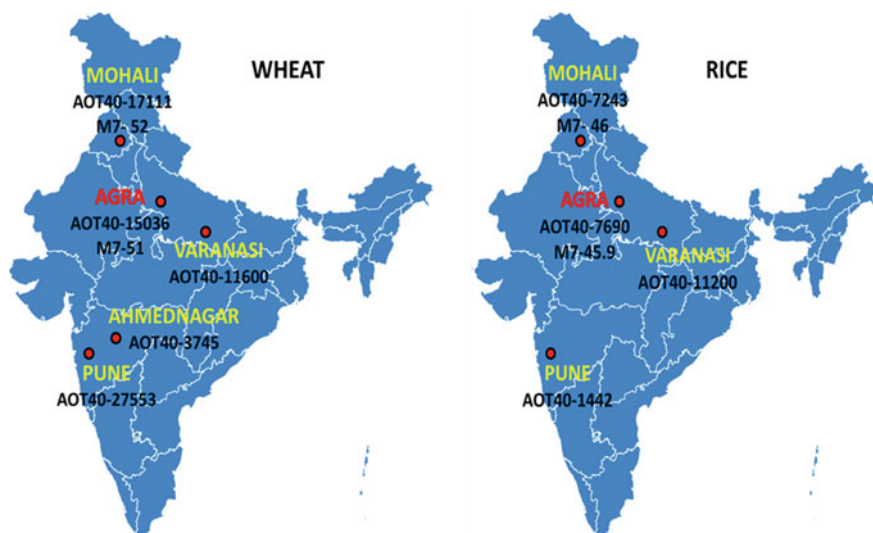 WHEAT
MOHALI
AOT40-17111
M7- 52
AGRA
AOT40-15036
M7-51
VARANASI
AOT40-11600
AHMEDNAGAR
AOT40-3745
PUNE
AOT40-27553
RICE
MOHALI
AOT40-7243
M7- 46
AGRA
AOT40-7690
M7-45.9
VARANASI
AOT40-11200
PUNE
AOT40-1442